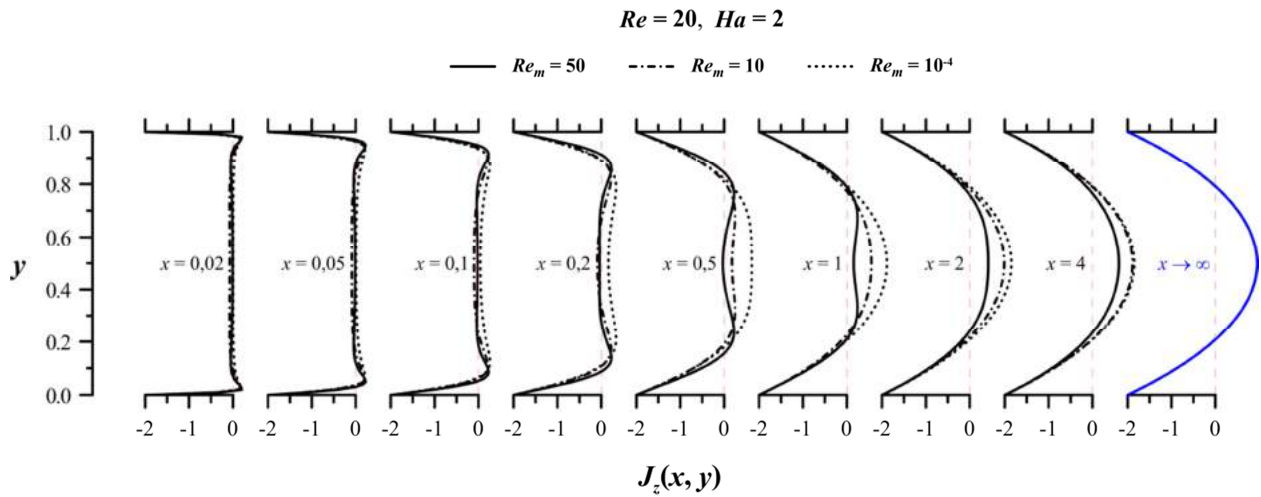 Re = 20, Ha = 2
Re_m = 50 Re_m = 10 Re_m = 10^-4
1.0
0.8
0.6
y x = 0,02 x = 0,05 x = 0,1 x = 0,2 x = 0,5 x = 1 x = 2 x = 4 x → ∞
0.4
0.2
0.0
-2 -1 0 -2 -1 0 -2 -1 0 -2 -1 0 -2 -1 0 -2 -1 0 -2 -1 0 -2 -1 0 -2 -1 0
J_z(x, y)